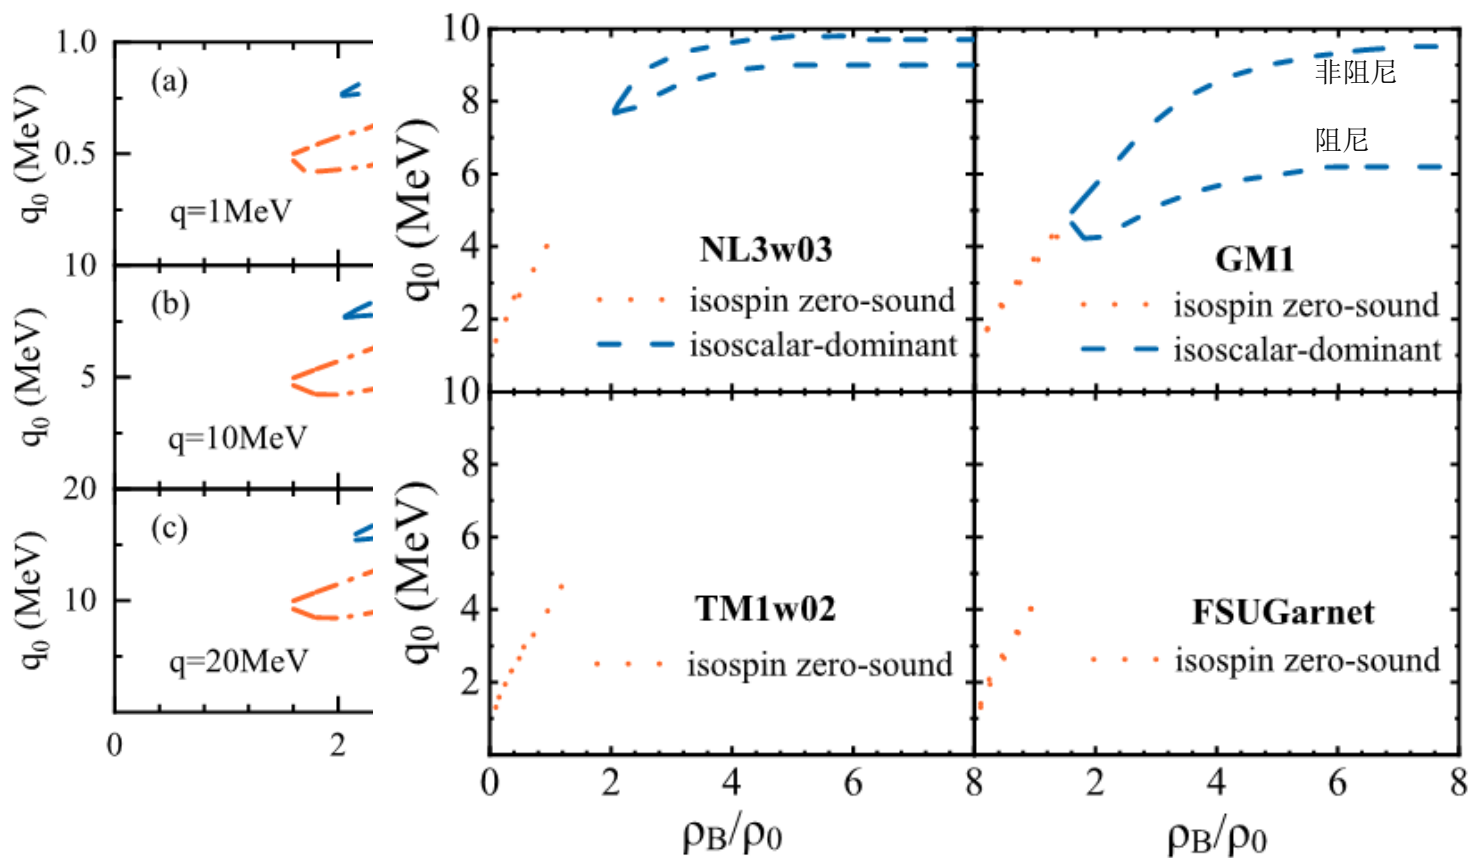 1.0
(a)
0.5
q₀ (MeV)
q=1MeV
10
(b)
5
q₀ (MeV)
q=10MeV
20
(c)
10
q₀ (MeV)
q=20MeV
0
2
10
8
6
4
2
q₀ (MeV)
NL3w03
isospin zero-sound
isoscalar-dominant
非阻尼
阻尼
GM1
isospin zero-sound
isoscalar-dominant
10
8
6
4
2
q₀ (MeV)
TM1w02
isospin zero-sound
FSUGarnet
isospin zero-sound
0 2 4 6 8 2 4 6 8
ρB/ρ₀ ρB/ρ₀